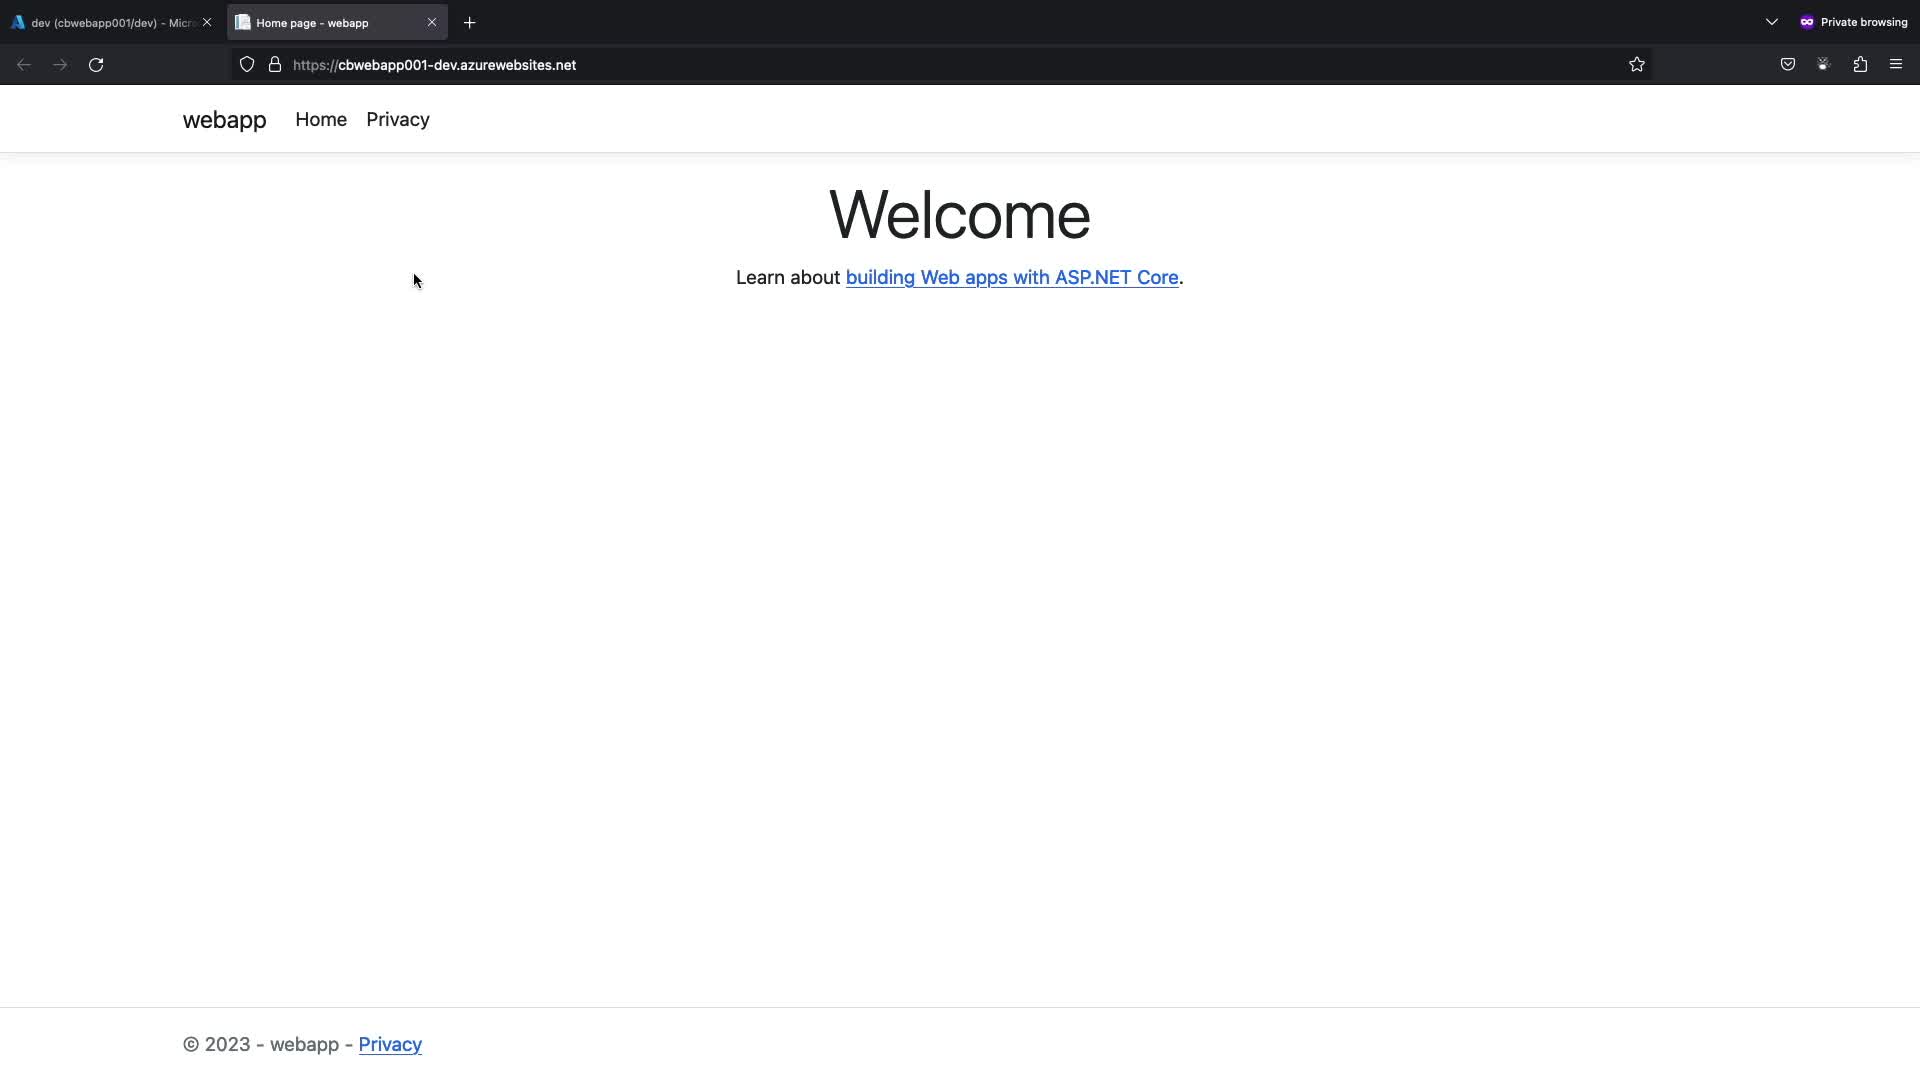 dev (cbwebapp001/dev) - Micro
Home page - webapp
Private browsing
https://cbwebapp001-dev.azurewebsites.net
webapp Home Privacy
Welcome
Learn about building Web apps with ASP.NET Core.
© 2023 - webapp - Privacy